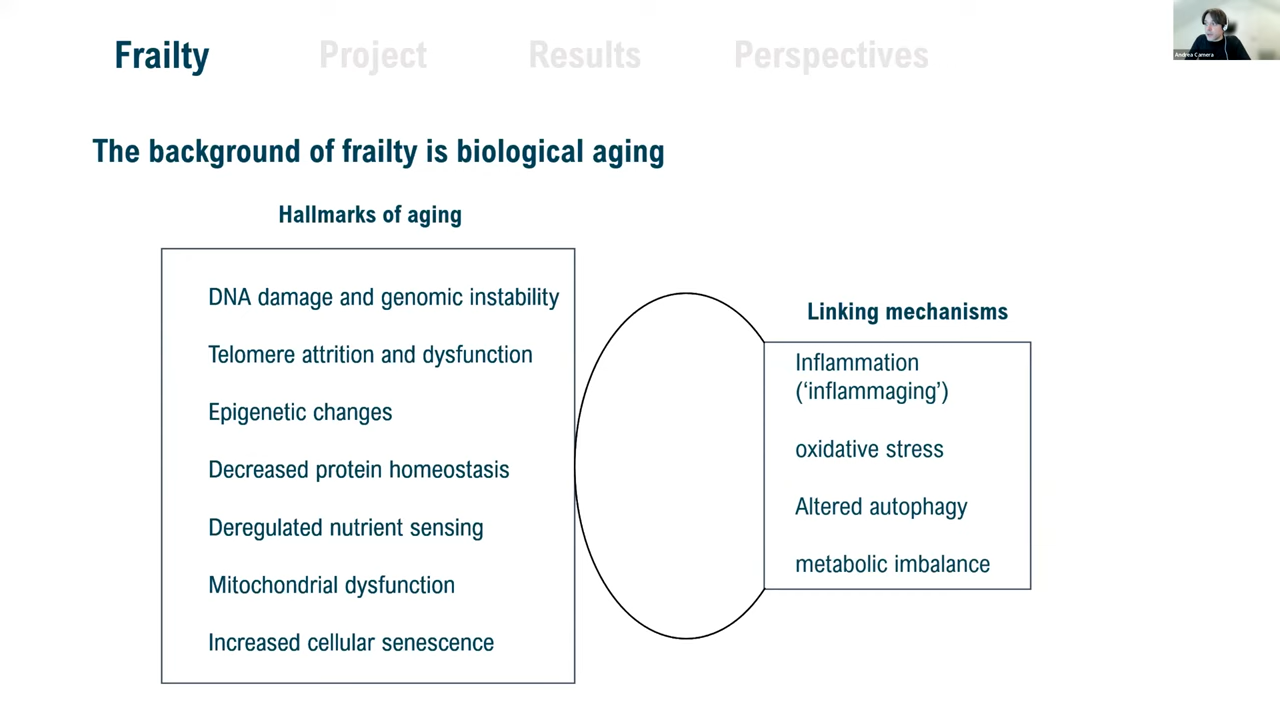 Frailty Project Results Perspectives
Andrea Camera
The background of frailty is biological aging
Hallmarks of aging
DNA damage and genomic instability
Telomere attrition and dysfunction
Epigenetic changes
Decreased protein homeostasis
Deregulated nutrient sensing
Mitochondrial dysfunction
Increased cellular senescence
Linking mechanisms
Inflammation
(‘inflammaging’)
oxidative stress
Altered autophagy
metabolic imbalance